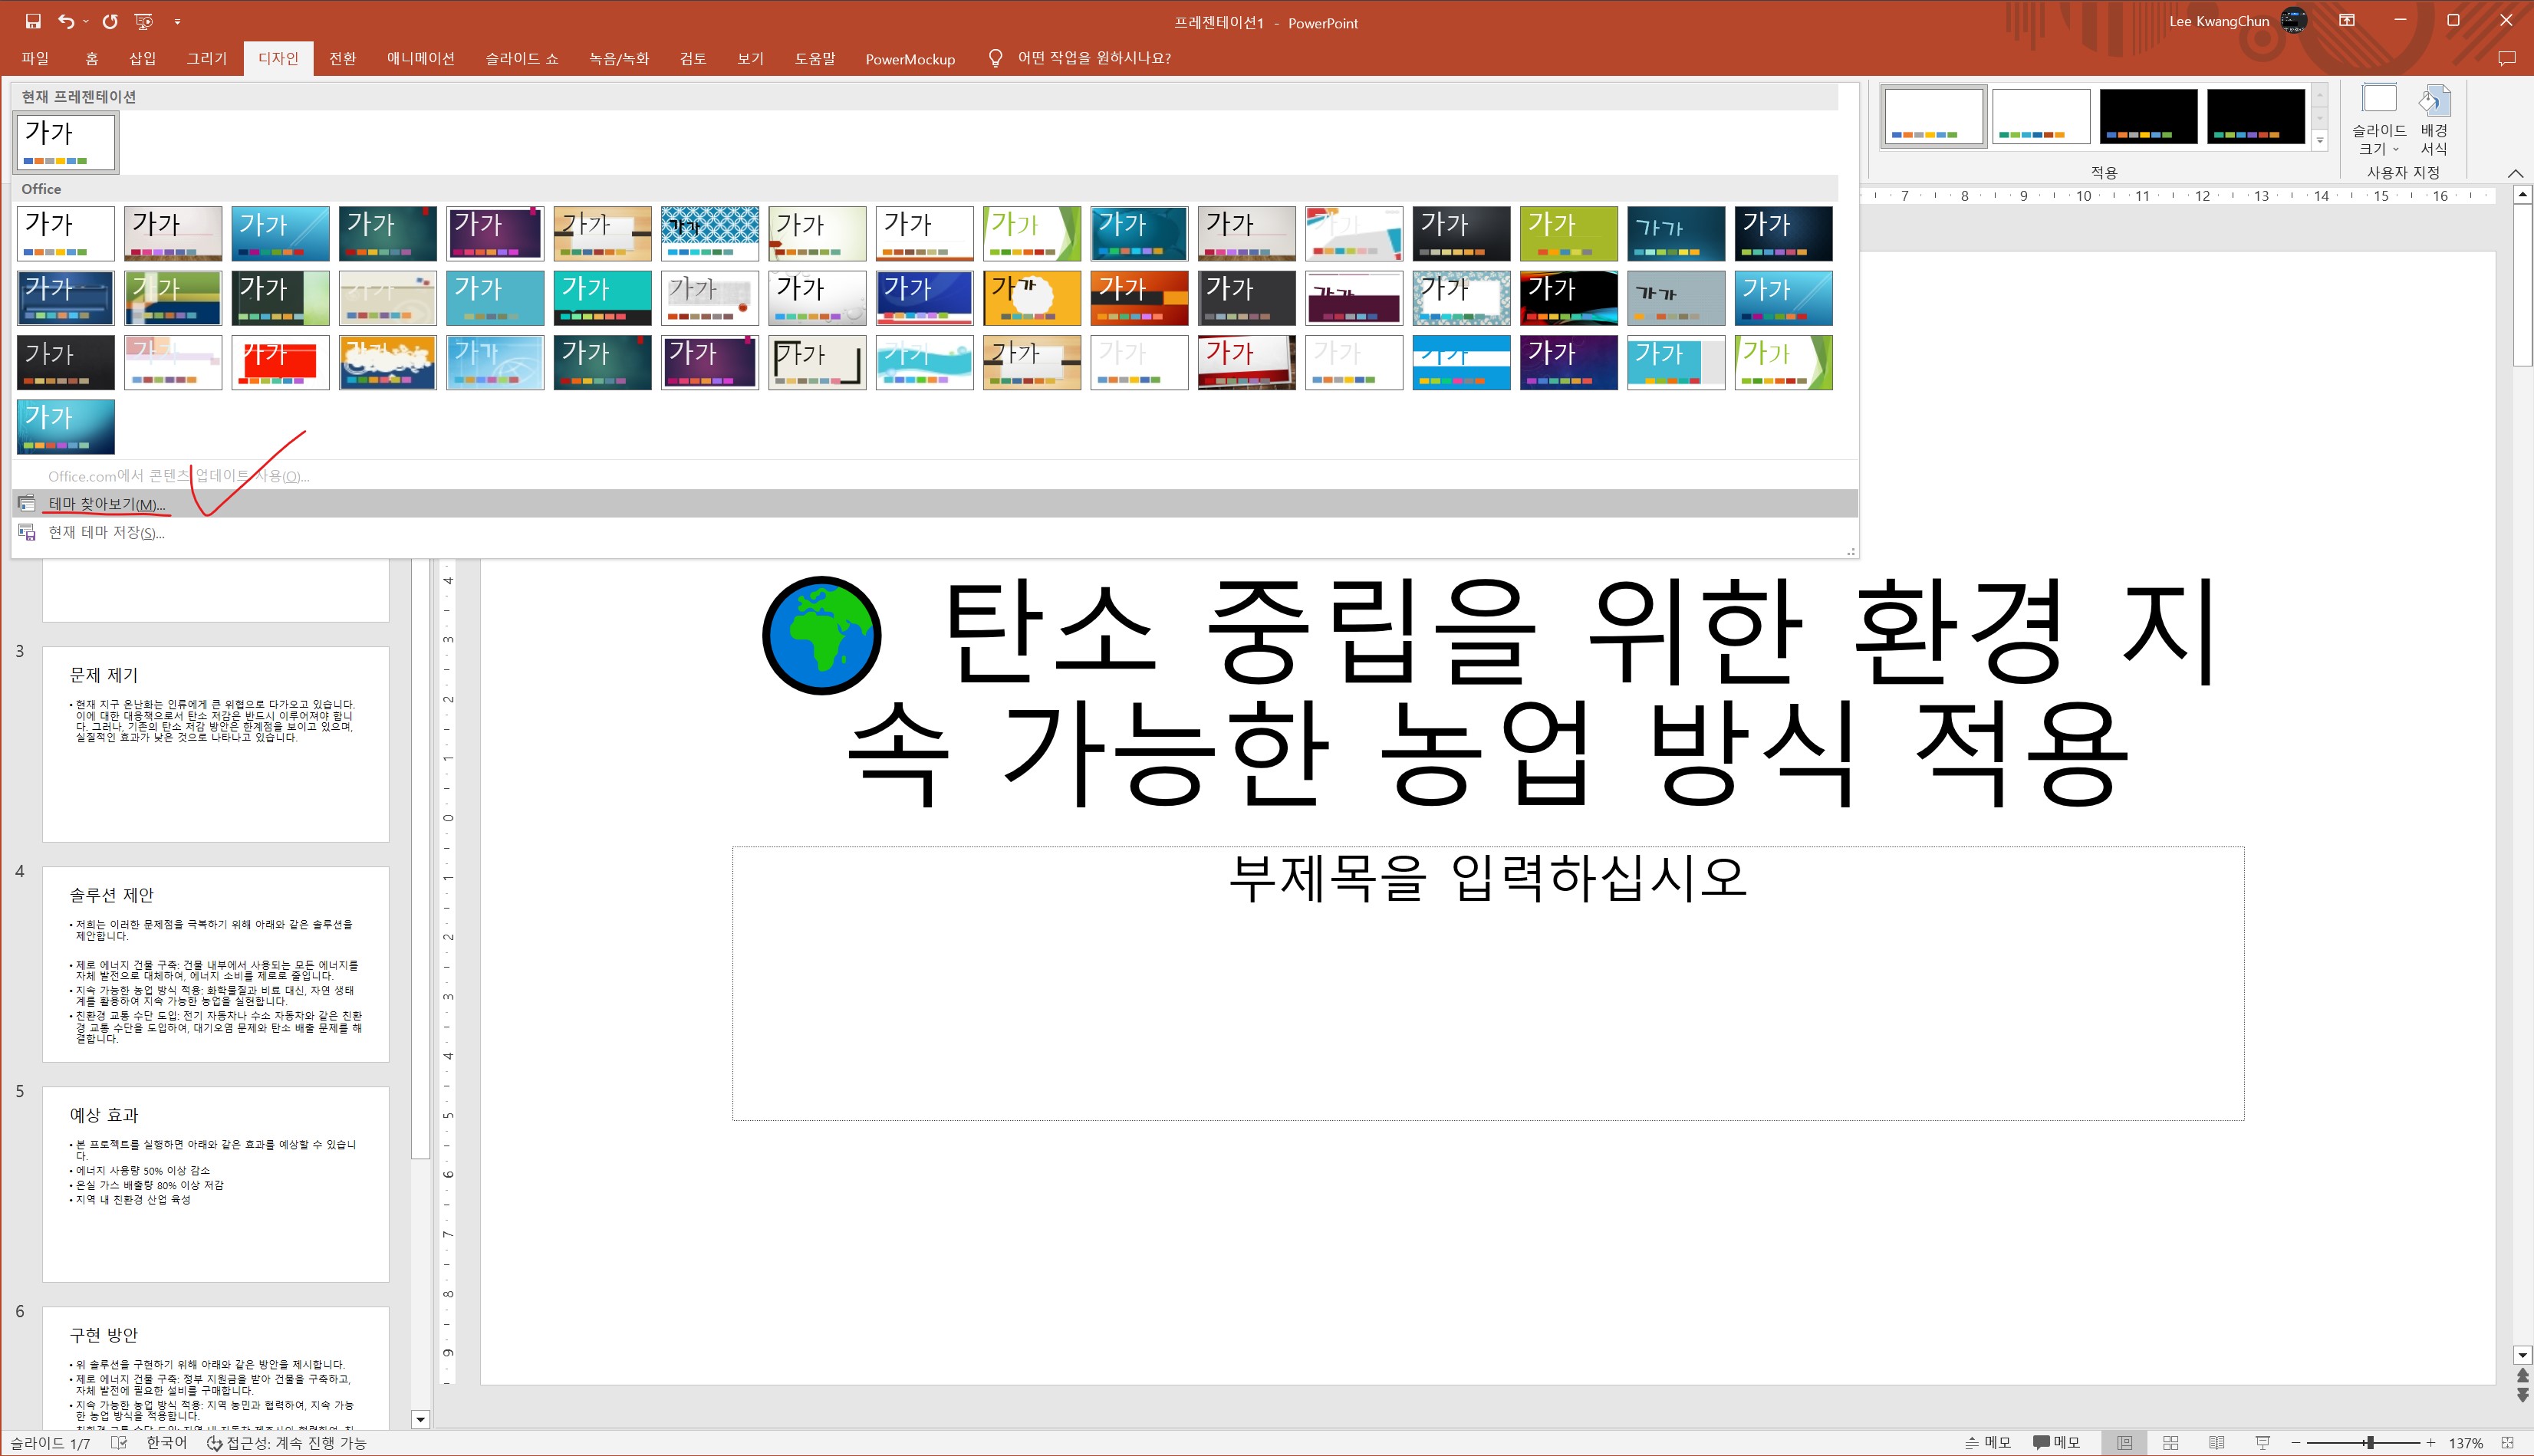 프레젠테이션1 - PowerPoint
Lee KwangChun
파일 홈 삽입 그리기 디자인 전환 애니메이션 슬라이드 쇼 녹음/녹화 검토 보기 도움말 PowerMockup 어떤 작업을 원하시나요?
현재 프레젠테이션
가가
Office
가가 가가 가가 가가 가가 가가 가가 가가 가가 가가 가가 가가 가가 가가 가가 가가 가가
가가 가가 가가 가가 가가 가가 가가 가가 가가 가가 가가 가가 가가 가가 가가 가가 가가
가가 가가 가가 가가 가가 가가 가가 가가 가가 가가 가가 가가 가가 가가 가가 가가 가가
가가
Office.com에서 콘텐츠 업데이트 사용(O)...
테마 찾아보기(M)...
현재 테마 저장(S)...
슬라이드 크기
배경 서식
적용
사용자 지정
7 8 9 10 11 12 13 14 15 16
4 3 2 1 0 1 2 3 4 5 6 7 8 9
3
문제 제기
• 현재 지구 온난화는 인류에게 큰 위협으로 다가오고 있습니다.
이에 대한 대응책으로서 탄소 저감은 반드시 이루어져야 합니
다. 그러나, 기존의 탄소 저감 방안은 한계점을 보이고 있으며,
실질적인 효과가 낮은 것으로 나타나고 있습니다.
4
솔루션 제안
• 저희는 이러한 문제점을 극복하기 위해 아래와 같은 솔루션을
제안합니다.
• 제로 에너지 건물 구축: 건물 내부에서 사용되는 모든 에너지를
자체 발전으로 대체하여, 에너지 소비를 제로로 줄입니다.
• 지속 가능한 농업 방식 적용: 화학물질과 비료 대신, 자연 생태
계를 활용하여 지속 가능한 농업을 실현합니다.
• 친환경 교통 수단 도입: 전기 자동차나 수소 자동차와 같은 친환
경 교통 수단을 도입하여, 대기오염 문제와 탄소 배출 문제를 해
결합니다.
5
예상 효과
• 본 프로젝트를 실행하면 아래와 같은 효과를 예상할 수 있습니
다.
• 에너지 사용량 50% 이상 감소
• 온실 가스 배출량 80% 이상 저감
• 지역 내 친환경 산업 육성
6
구현 방안
• 위 솔루션을 구현하기 위해 아래와 같은 방안을 제시합니다.
• 제로 에너지 건물 구축: 정부 지원금을 받아 건물을 구축하고,
자체 발전에 필요한 설비를 구매합니다.
• 지속 가능한 농업 방식 적용: 지역 농민과 협력하여, 지속 가능
한 농업 방식을 적용합니다.
탄소 중립을 위한 환경 지
속 가능한 농업 방식 적용
부제목을 입력하십시오
슬라이드 1/7 한국어 접근성: 계속 진행 가능 메모 메모 137%